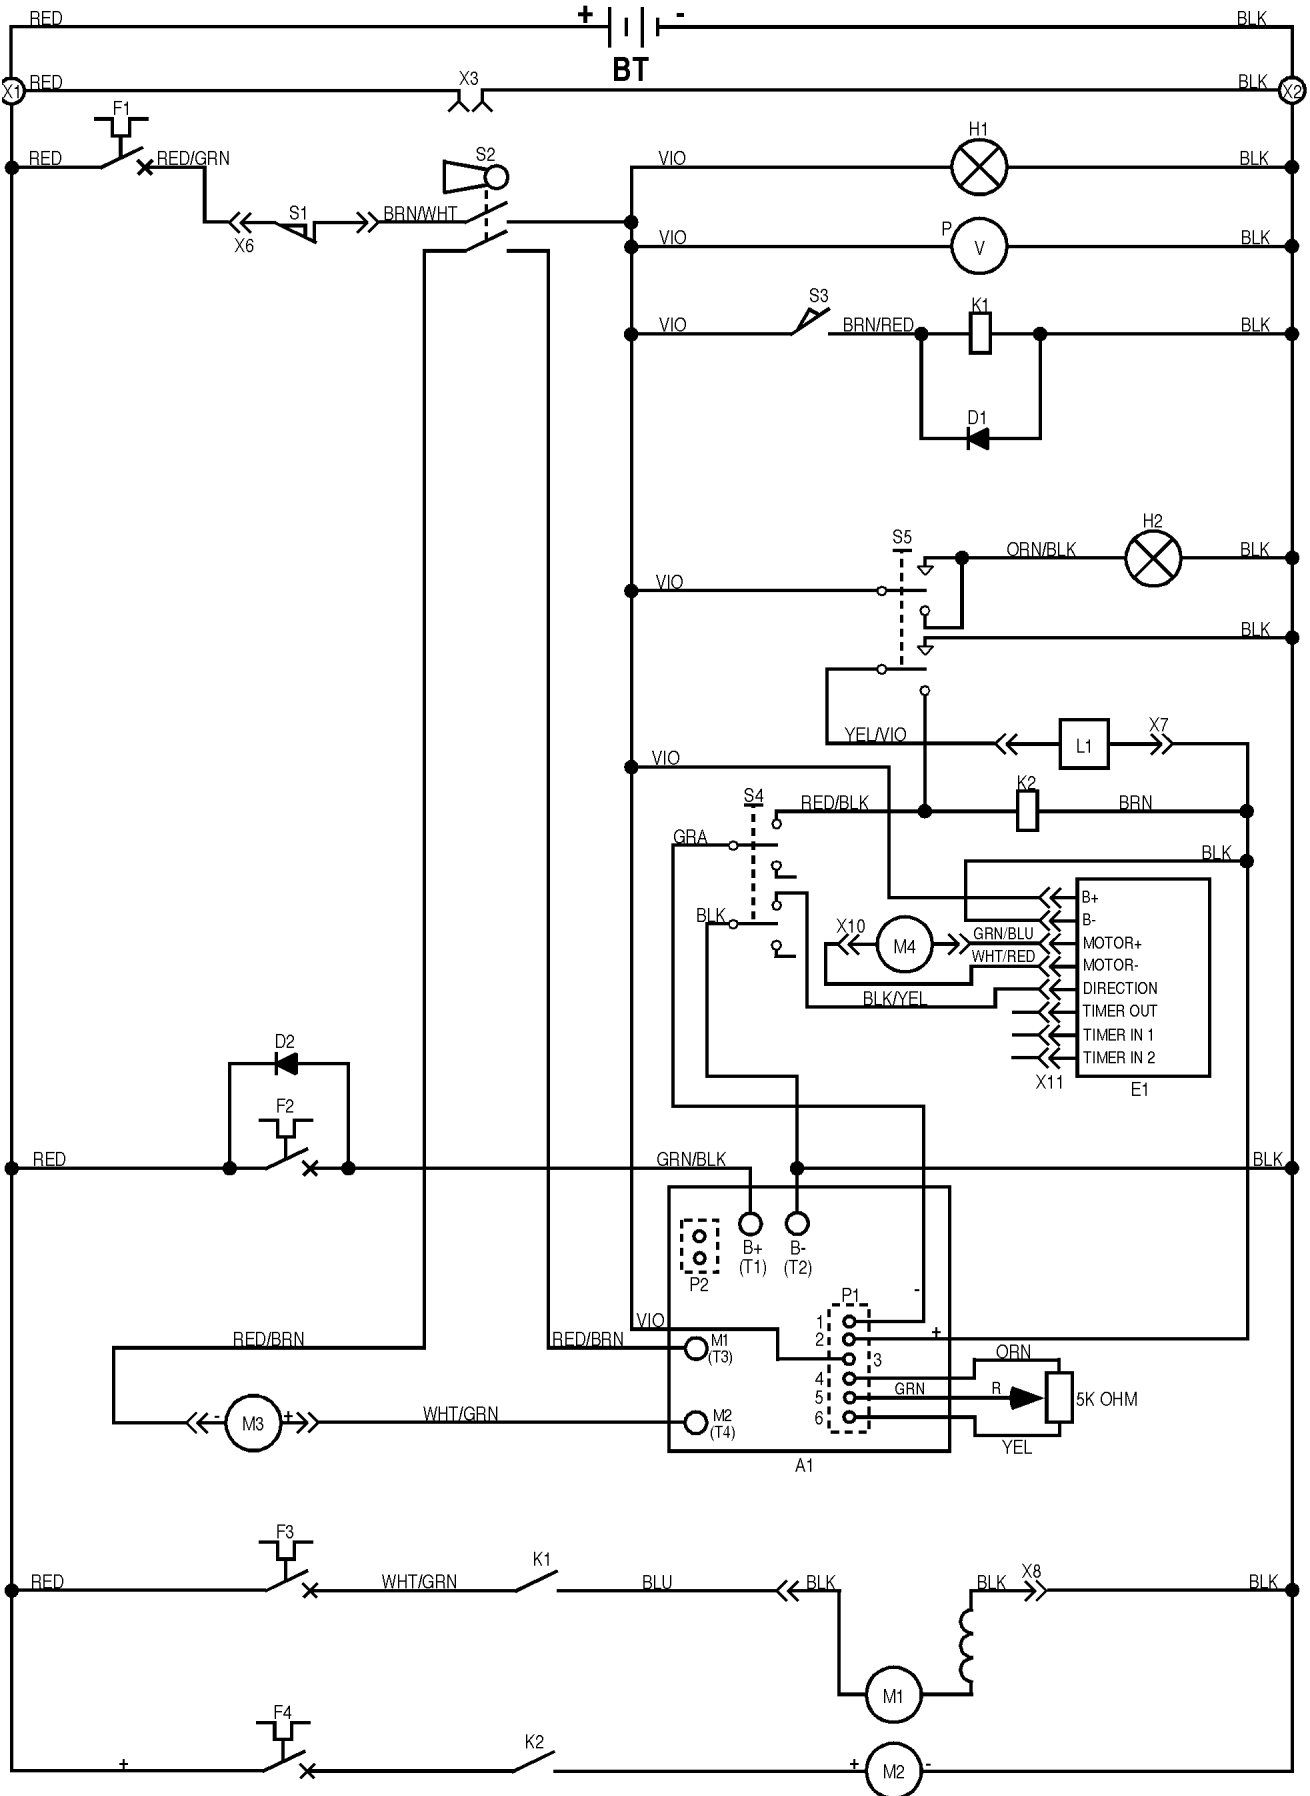 RED
+
-
BLK
BT
X1
RED
X3
BLK
X2
F1
H1
RED
RED/GRN
S2
VIO
BLK
S1
BRN/WHT
X6
VIO
P
V
BLK
S3
K1
VIO
BRN/RED
BLK
D1
H2
S5
ORN/BLK
BLK
VIO
BLK
YEL/VIO
L1
X7
VIO
K2
S4
RED/BLK
BRN
GRA
BLK
B+
BLK
X10
M4
GRN/BLU
B-
MOTOR+
WHT/RED
MOTOR-
BLK/YEL
DIRECTION
TIMER OUT
TIMER IN 1
TIMER IN 2
X11
E1
D2
F2
RED
GRN/BLK
BLK
B+
(T1)
B-
(T2)
P2
P1
-
VIO
1
+
2
RED/BRN
RED/BRN
M1
(T3)
3
ORN
4
GRN
R
5
5K OHM
6
YEL
-
M3
+
WHT/GRN
M2
(T4)
A1
F3
RED
WHT/GRN
K1
BLU
BLK
BLK
X8
BLK
M1
F4
+
K2
+
M2
-